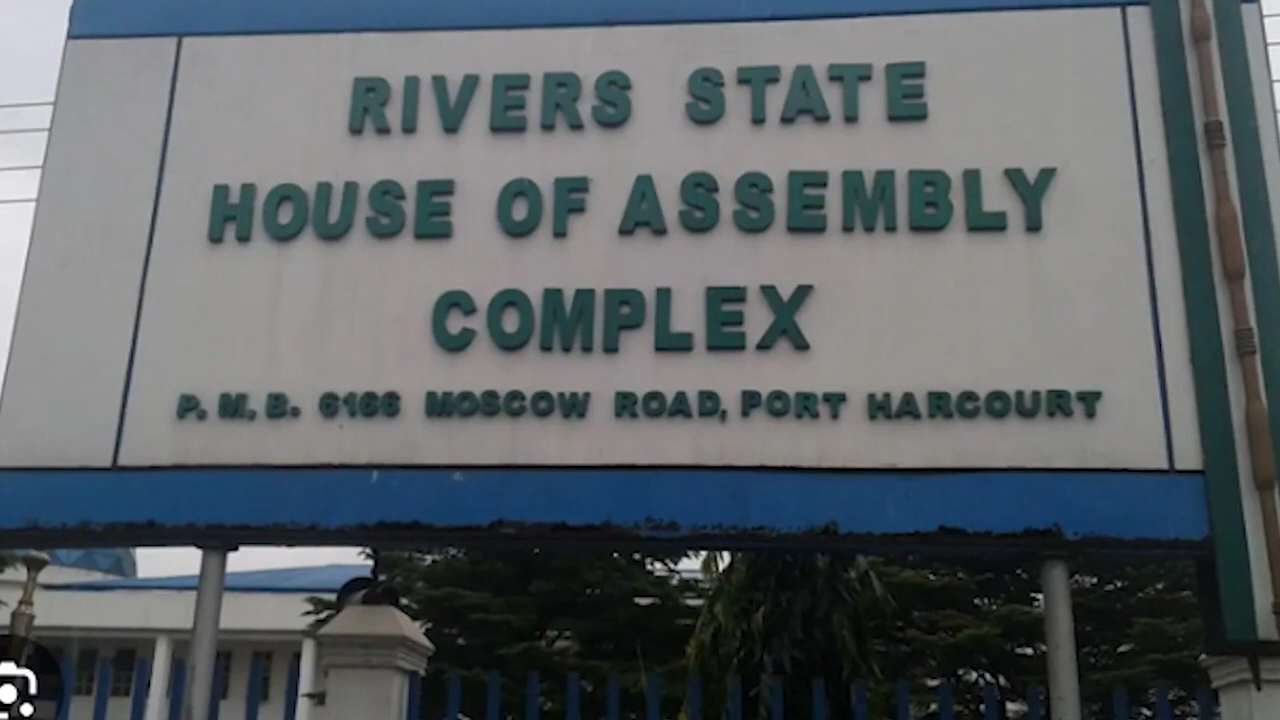 RIVERS STATE
HOUSE OF ASSEMBLY
COMPLEX
P. M. B. 6166 MOSCOW ROAD, PORT HARCOURT